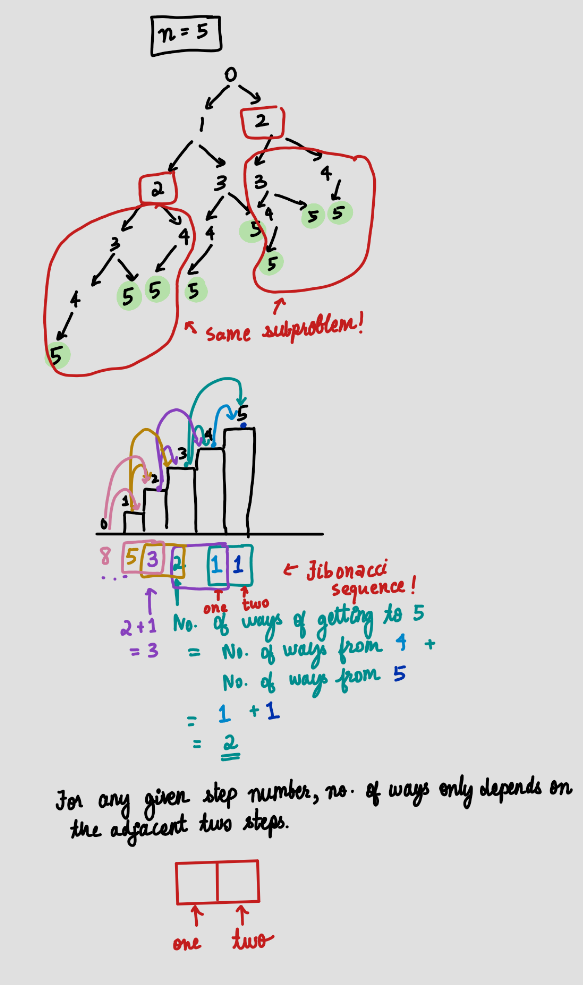 n = 5
0
1 2
2 3 3 4
3 4 4 5 4 5 5
4 5 5 5 5
5
same subproblem!
0 1 2 3 4 5
8 5 3 2 1 1
...
← Fibonacci
sequence!
one two
2+1
= 3
No. of ways of getting to 5
= No. of ways from 4 +
No. of ways from 5
= 1 + 1
= 2
For any given step number, no. of ways only depends on
the adjacent two steps.
one two